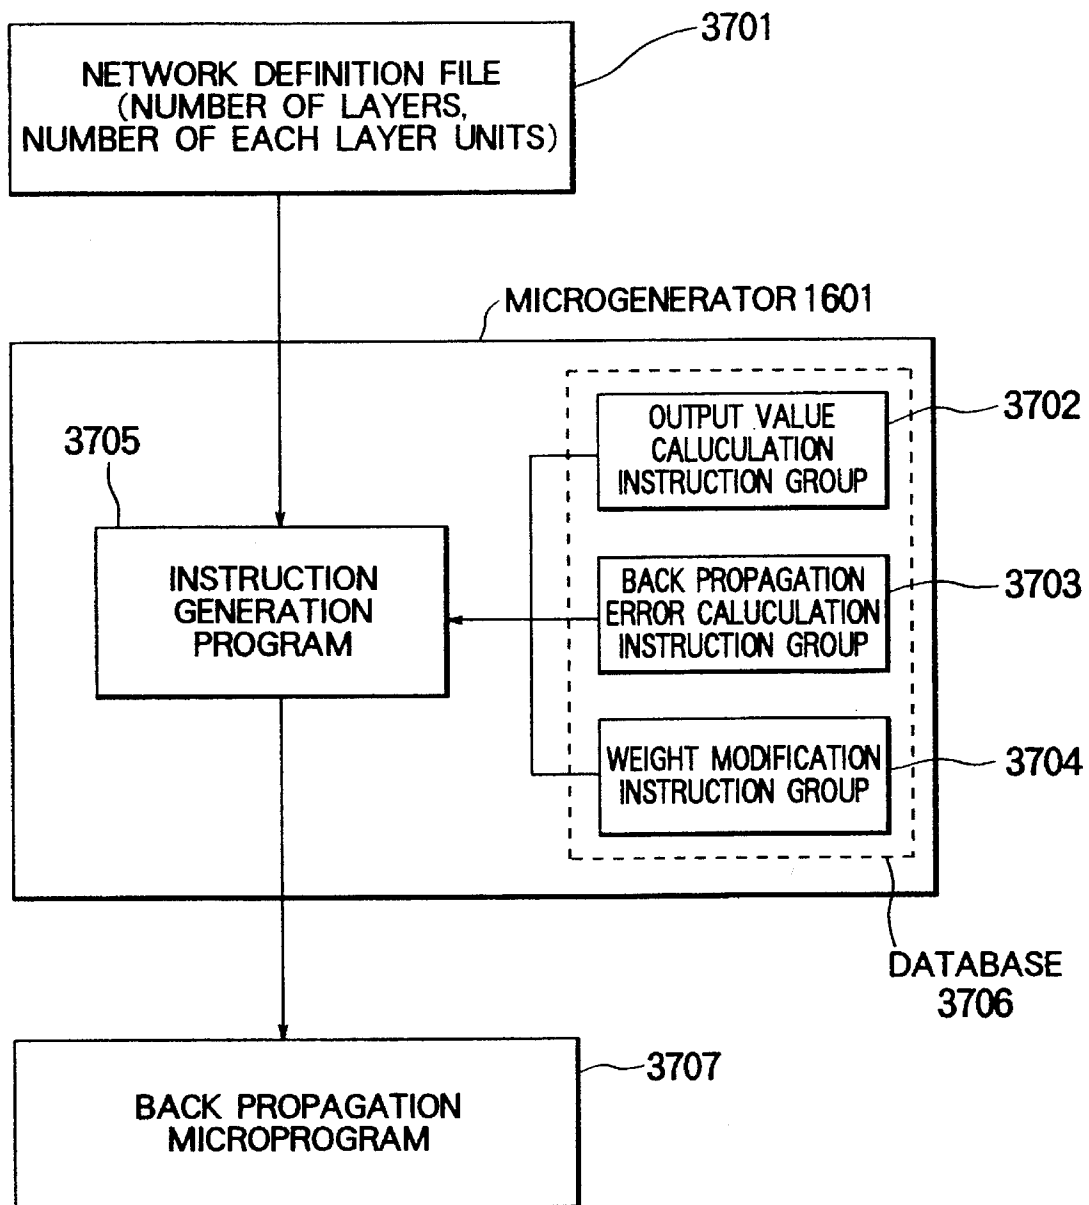 3701
NETWORK DEFINITION FILE
(NUMBER OF LAYERS,
NUMBER OF EACH LAYER UNITS)
MICROGENERATOR 1601
3702
OUTPUT VALUE
CALUCULATION
INSTRUCTION GROUP
3705
INSTRUCTION
GENERATION
PROGRAM
3703
BACK PROPAGATION
ERROR CALUCULATION
INSTRUCTION GROUP
3704
WEIGHT MODIFICATION
INSTRUCTION GROUP
DATABASE
3706
3707
BACK PROPAGATION
MICROPROGRAM